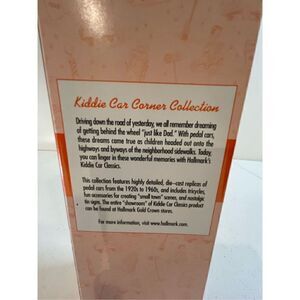 Kiddie Car Corner Collection
Driving down the road of yesterday, we all remember dreaming
of getting behind the wheel "just like Dad." With pedal cars,
these dreams came true as children headed out onto the
highways and byways of the neighborhood sidewalks. Today,
you can linger in these wonderful memories with Hallmark's
Kiddie Car Classics.
This collection features highly detailed, die-cast replicas of
pedal cars from the 1920s to 1960s, and includes tricycles,
fun accessories for creating "small town" scenes, and nostalgic
tin signs. The entire "showroom" of Kiddie Car Classics product
can be found at Hallmark Gold Crown stores.
For more information, visit www.hallmark.com.